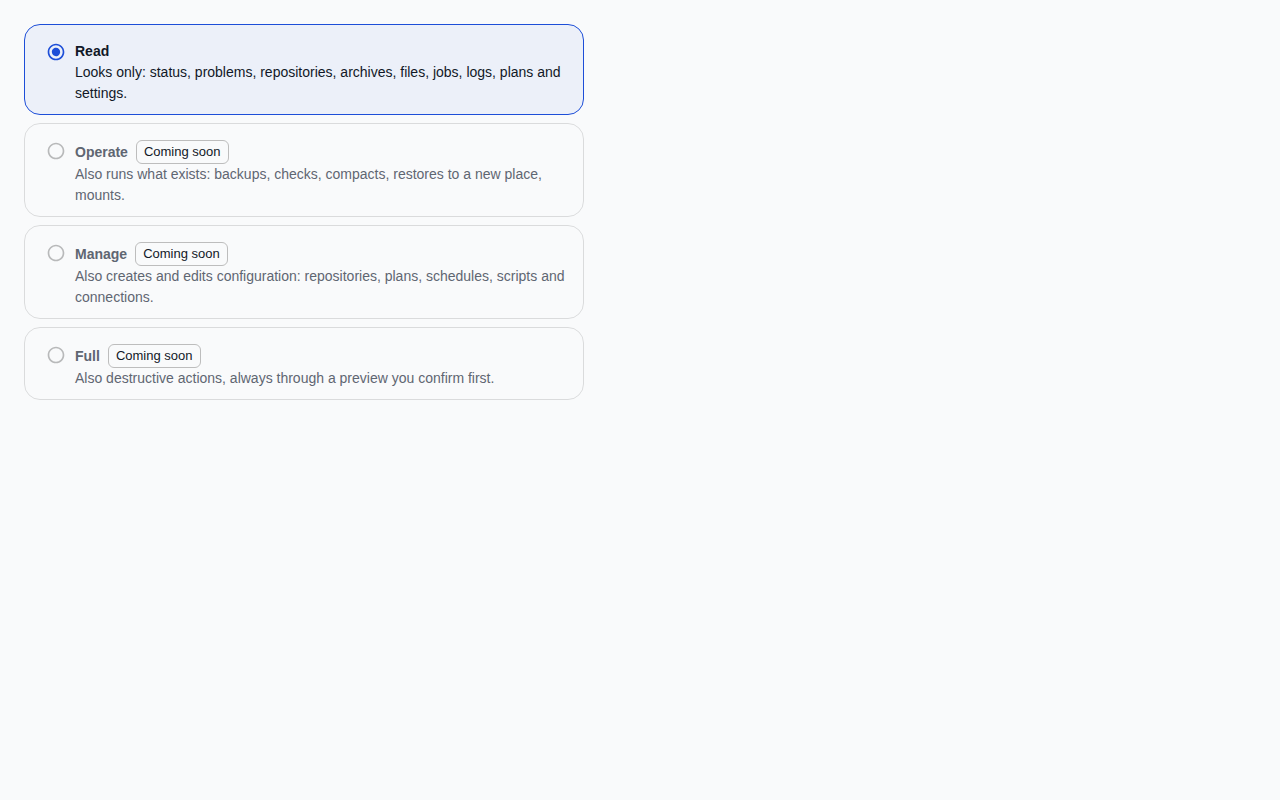 Read
Looks only: status, problems, repositories, archives, files, jobs, logs, plans and
settings.
Operate Coming soon
Also runs what exists: backups, checks, compacts, restores to a new place,
mounts.
Manage Coming soon
Also creates and edits configuration: repositories, plans, schedules, scripts and
connections.
Full Coming soon
Also destructive actions, always through a preview you confirm first.